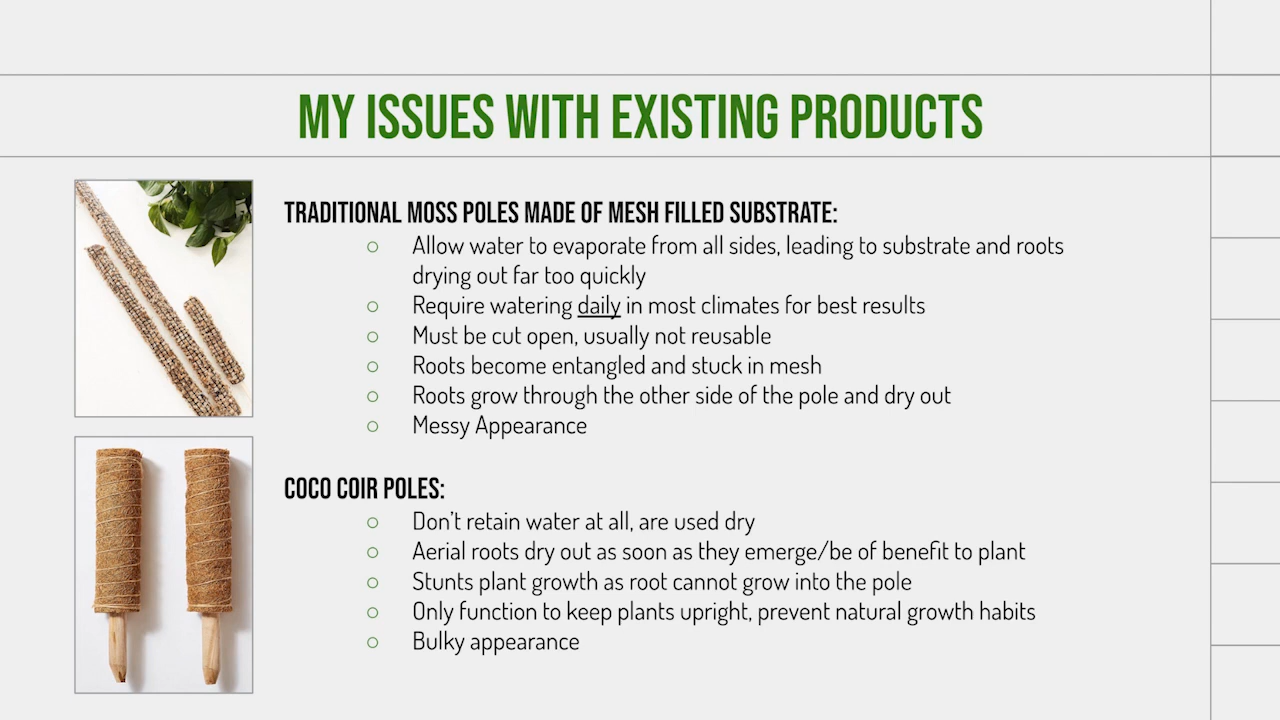 MY ISSUES WITH EXISTING PRODUCTS
TRADITIONAL MOSS POLES MADE OF MESH FILLED SUBSTRATE:
○ Allow water to evaporate from all sides, leading to substrate and roots
drying out far too quickly
○ Require watering daily in most climates for best results
○ Must be cut open, usually not reusable
○ Roots become entangled and stuck in mesh
○ Roots grow through the other side of the pole and dry out
○ Messy Appearance
COCO COIR POLES:
○ Don't retain water at all, are used dry
○ Aerial roots dry out as soon as they emerge/be of benefit to plant
○ Stunts plant growth as root cannot grow into the pole
○ Only function to keep plants upright, prevent natural growth habits
○ Bulky appearance